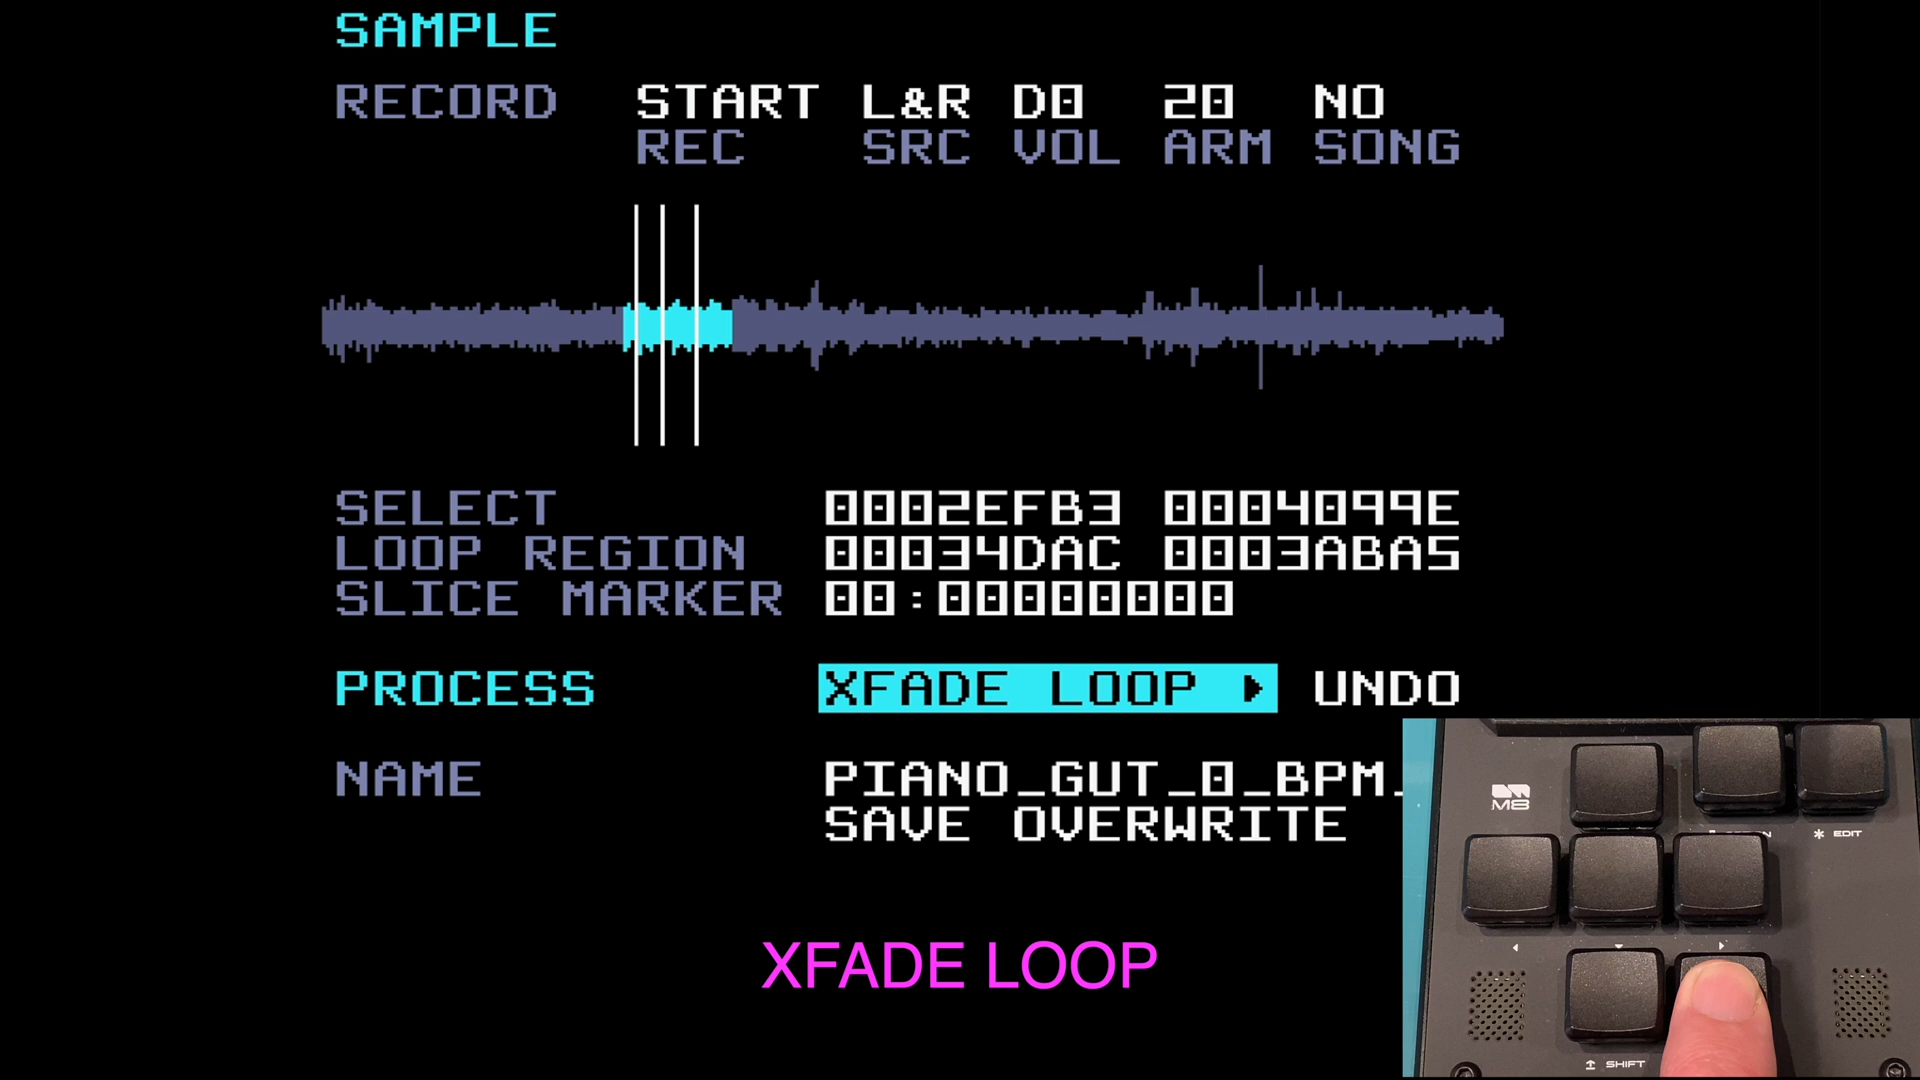 SAMPLE
RECORD START L&R D0 20 NO
REC SRC VOL ARM SONG
SELECT 0002EFB3 0004099E
LOOP REGION 00034DAC 0003ABA5
SLICE MARKER 00:00000000
PROCESS XFADE LOOP ▸ UNDO
NAME PIANO_GUT_0_BPM_
SAVE OVERWRITE
XFADE LOOP
M8
EDIT
SHIFT